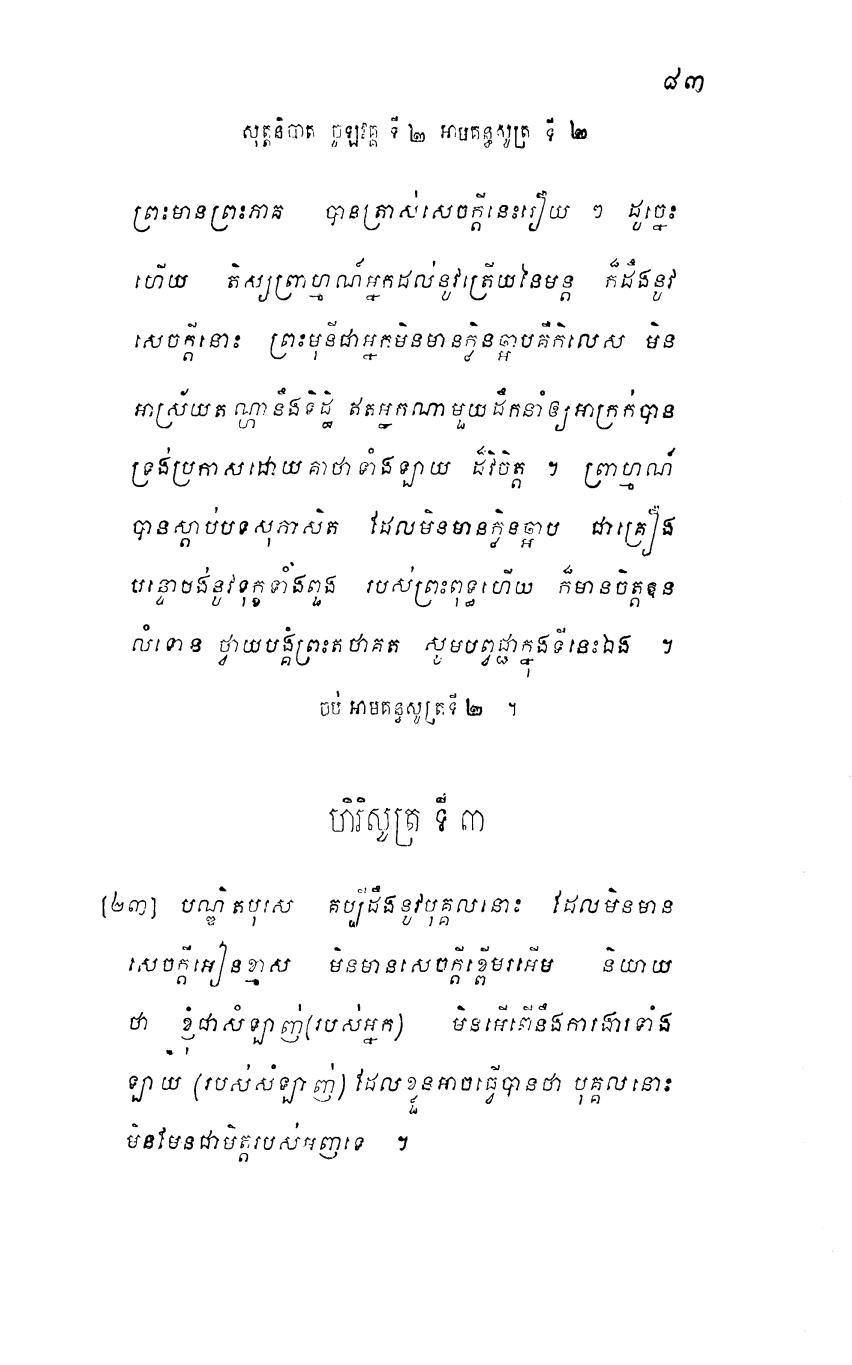 ៨៣
សុត្តនិបាត ចូឡវគ្គ ទី ២ អាមគន្ធសូត្រ ទី ២
ព្រះមានព្រះភាគ បានត្រាស់សេចក្តីនេះរឿយ ៗ ដូច្នេះ
ហើយ តិស្សព្រាហ្មណ៍អ្នកដល់នូវត្រើយនៃមន្ត ក៏ដឹងនូវ
សេចក្តីនោះ ព្រះមុនីជាអ្នកមិនមានក្លិនឆ្អាបគឺកិលេស មិន
អាស្រ័យតណ្ហានឹងទិដ្ឋិ ឥតអ្នកណាមួយដឹកនាំឲ្យអាក្រក់បាន
ទ្រង់ប្រកាសដោយគាថាទាំងឡាយ ដ៏វិចិត្ត ។ ព្រាហ្មណ៍
បានស្តាប់បទសុភាសិត ដែលមិនមានក្លិនឆ្អាប ជាគ្រឿង
បន្ទោបង់នូវទុក្ខទាំងពួង របស់ព្រះពុទ្ធហើយ ក៏មានចិត្តទន
លំទោន ថ្វាយបង្គំព្រះតថាគត សូមបព្វជ្ជាក្នុងទីនេះឯង ។
ចប់ អាមគន្ធសូត្រទី ២ ។
ហិរិសូត្រ ទី ៣
[២៣] បណ្ឌិតបុរស គប្បីដឹងនូវបុគ្គលនោះ ដែលមិនមាន
សេចក្តីអៀនខ្មាស មិនមានសេចក្តីខ្ពើមរអើម និយាយ
ថា ខ្ញុំជាសំឡាញ់(របស់អ្នក) មិនអើពើនឹងការងារទាំង
ឡាយ (របស់សំឡាញ់) ដែលខ្លួនអាចធ្វើបានថា បុគ្គលនោះ
មិនមែនជាមិត្តរបស់អញទេ ។